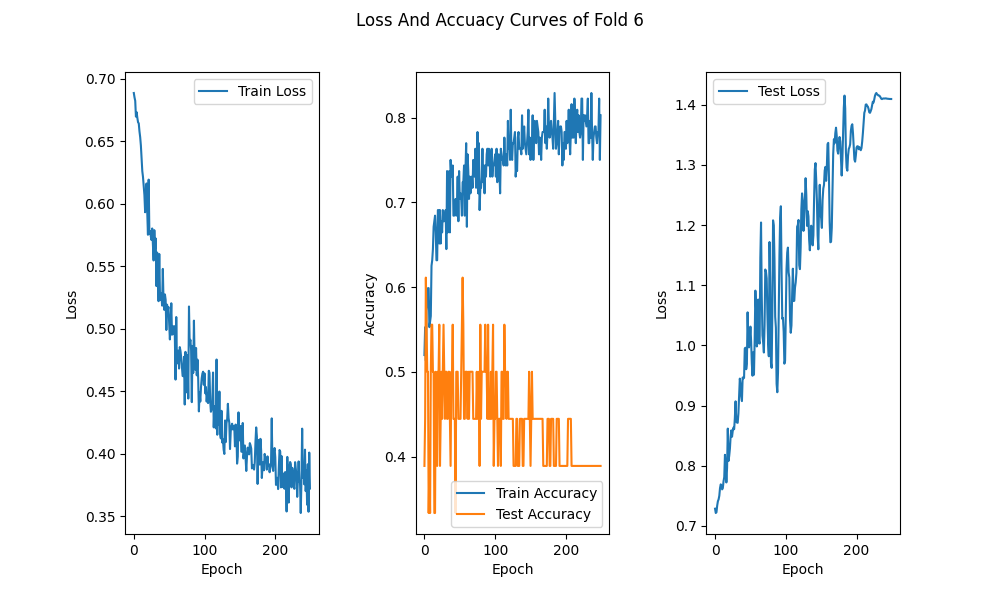 Loss And Accuacy Curves of Fold 6
0.70
0.65
0.60
0.55
0.50
0.45
0.40
0.35
Loss
0
100
200
Epoch
Train Loss
0.8
0.7
0.6
0.5
0.4
Accuracy
0
100
200
Epoch
Train Accuracy
Test Accuracy
1.4
1.3
1.2
1.1
1.0
0.9
0.8
0.7
Loss
0
100
200
Epoch
Test Loss